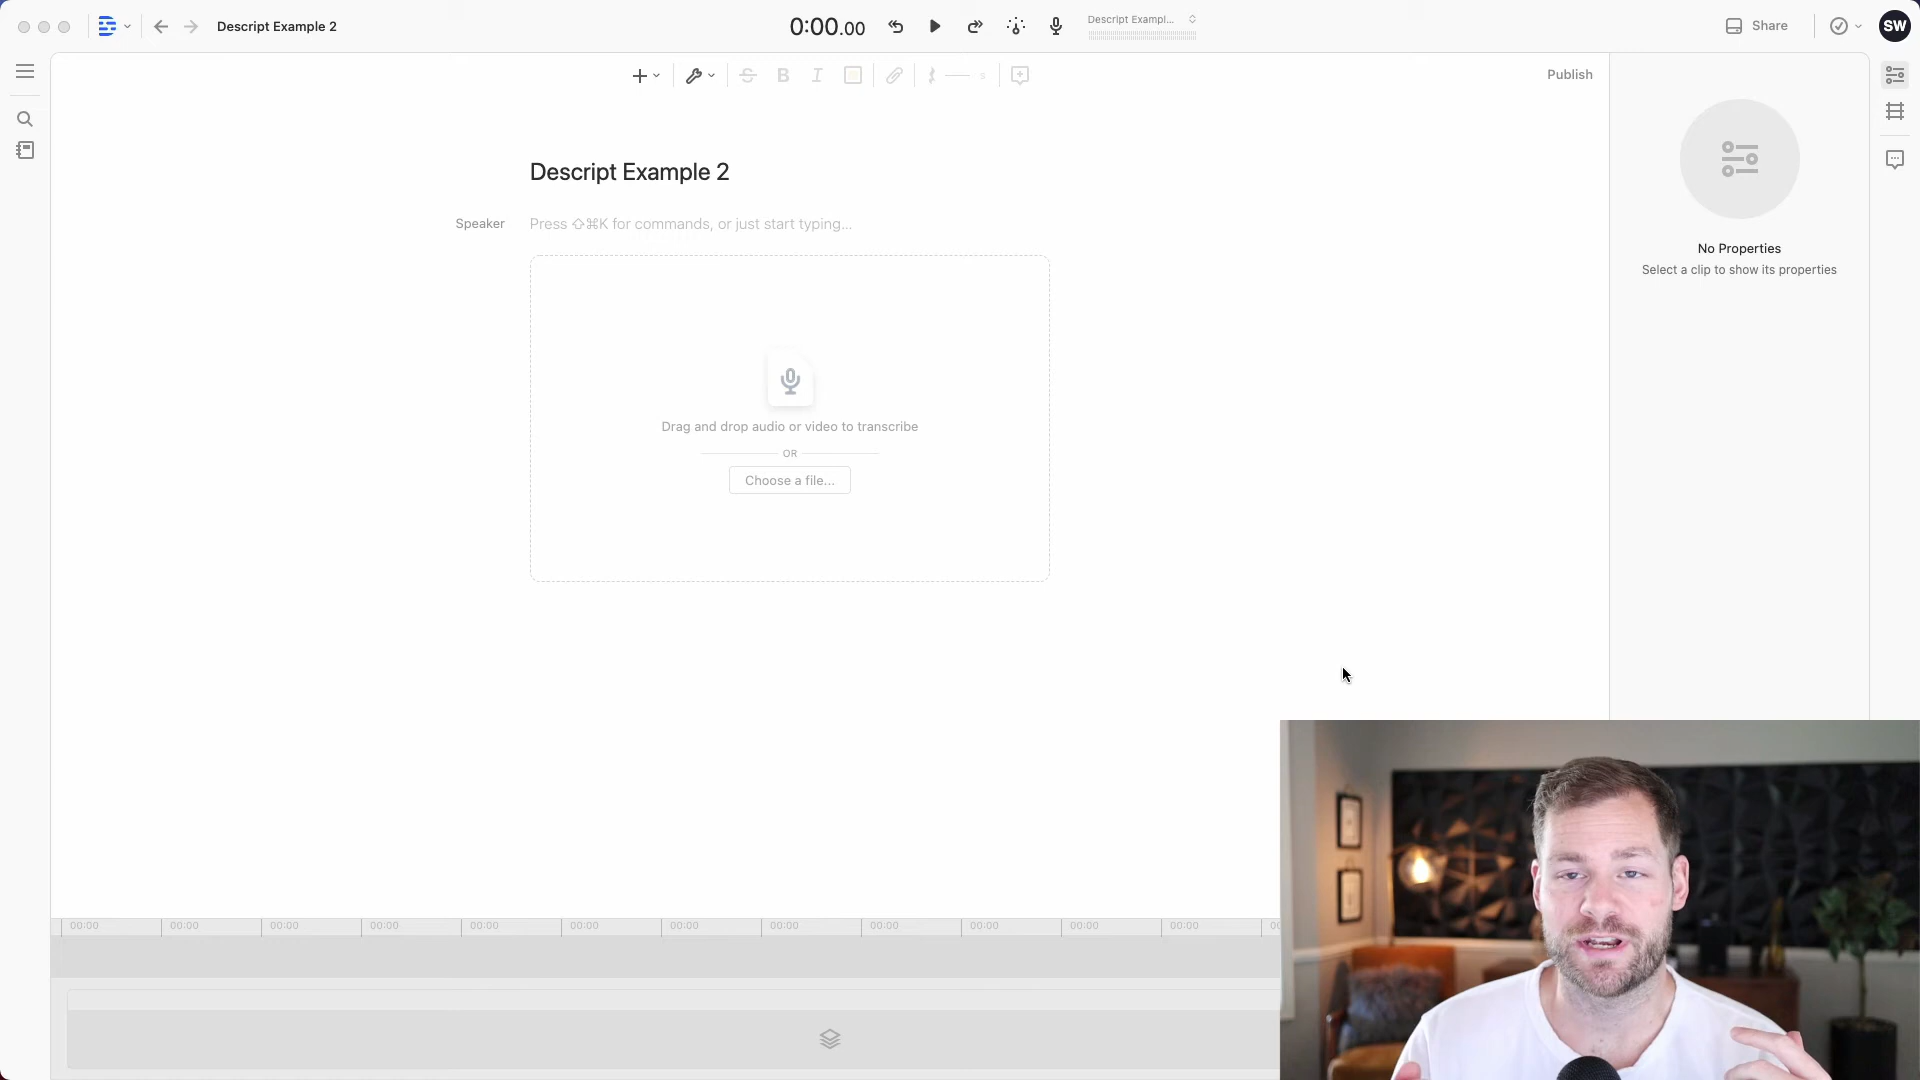 Descript Example 2
0:00.00
Descript Exampl...
Share
SW
B
I
s
Publish
Descript Example 2
Speaker
Press ⇧⌘K for commands, or just start typing...
Drag and drop audio or video to transcribe
OR
Choose a file...
No Properties
Select a clip to show its properties
00:00 00:00 00:00 00:00 00:00 00:00 00:00 00:00 00:00 00:00 00:00 00:00